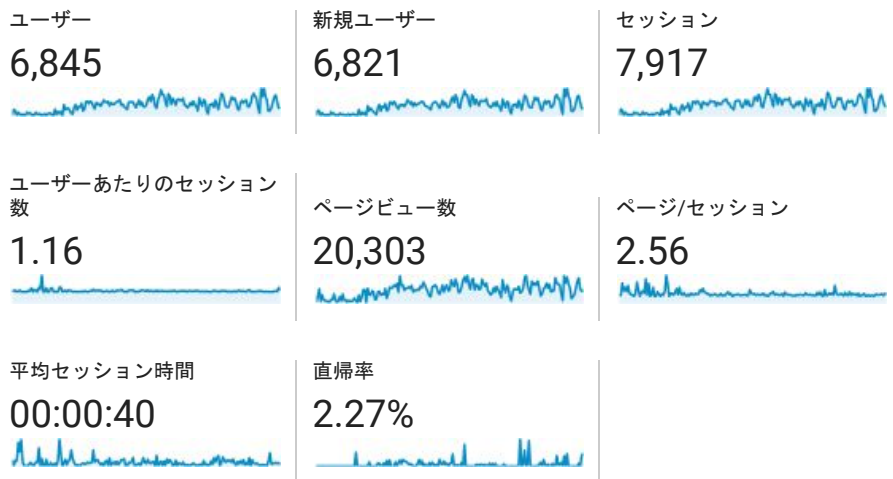 ユーザー
6,845
新規ユーザー
6,821
セッション
7,917
ユーザーあたりのセッション
数
1.16
ページビュー数
20,303
ページ/セッション
2.56
平均セッション時間
00:00:40
直帰率
2.27%